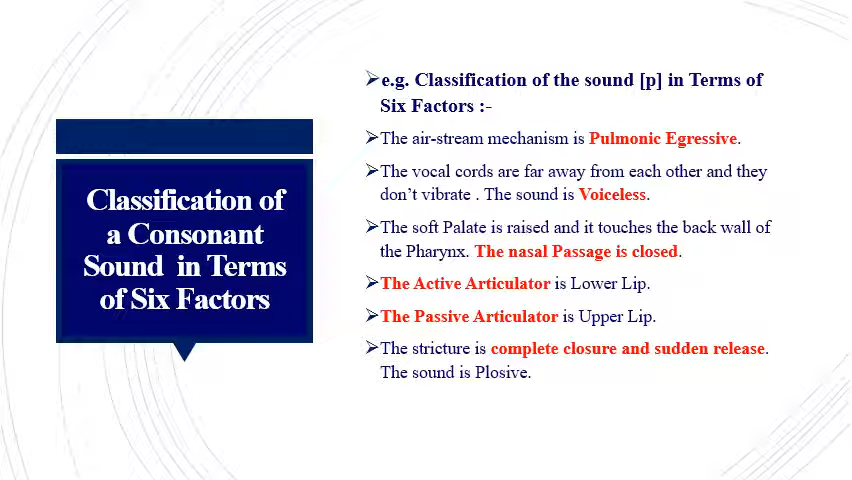 Classification of
a Consonant
Sound in Terms
of Six Factors
➢e.g. Classification of the sound [p] in Terms of
Six Factors :-
➢The air-stream mechanism is Pulmonic Egressive.
➢The vocal cords are far away from each other and they
don’t vibrate . The sound is Voiceless.
➢The soft Palate is raised and it touches the back wall of
the Pharynx. The nasal Passage is closed.
➢The Active Articulator is Lower Lip.
➢The Passive Articulator is Upper Lip.
➢The stricture is complete closure and sudden release.
The sound is Plosive.